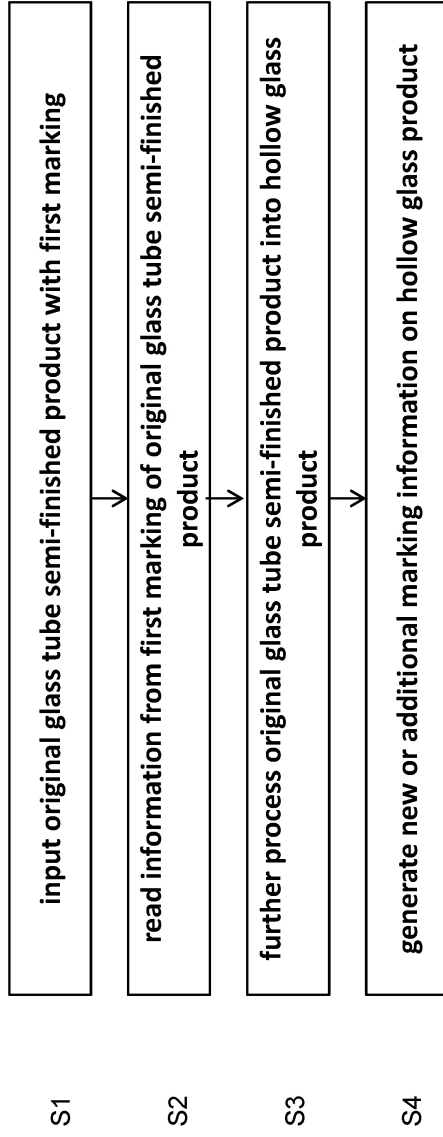 S1
input original glass tube semi-finished product with first marking
S2
read information from first marking of original glass tube semi-finished
product
S3
further process original glass tube semi-finished product into hollow glass
product
S4
generate new or additional marking information on hollow glass product